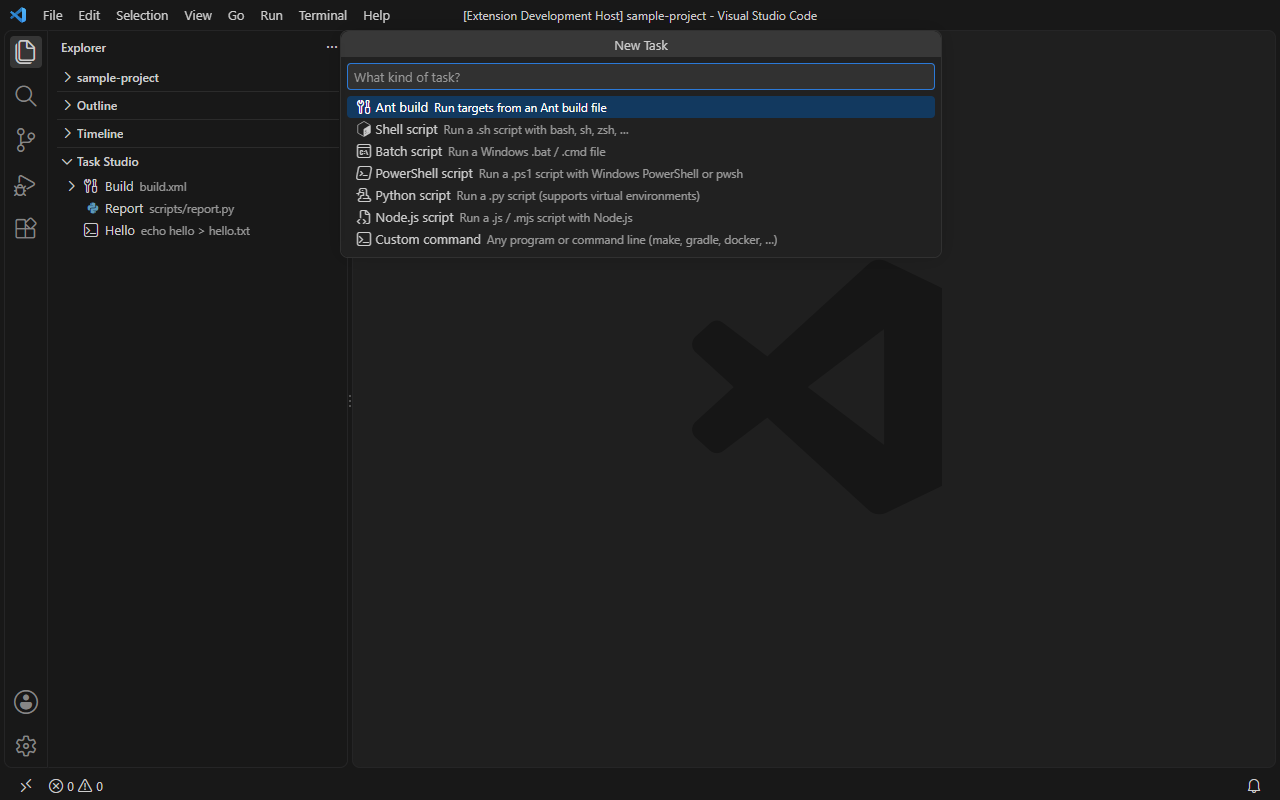 File Edit Selection View Go Run Terminal Help
[Extension Development Host] sample-project - Visual Studio Code
Explorer
sample-project
Outline
Timeline
Task Studio
Build build.xml
Report scripts/report.py
Hello echo hello > hello.txt
New Task
What kind of task?
Ant build Run targets from an Ant build file
Shell script Run a .sh script with bash, sh, zsh, ...
Batch script Run a Windows .bat / .cmd file
PowerShell script Run a .ps1 script with Windows PowerShell or pwsh
Python script Run a .py script (supports virtual environments)
Node.js script Run a .js / .mjs script with Node.js
Custom command Any program or command line (make, gradle, docker, ...)
0 0